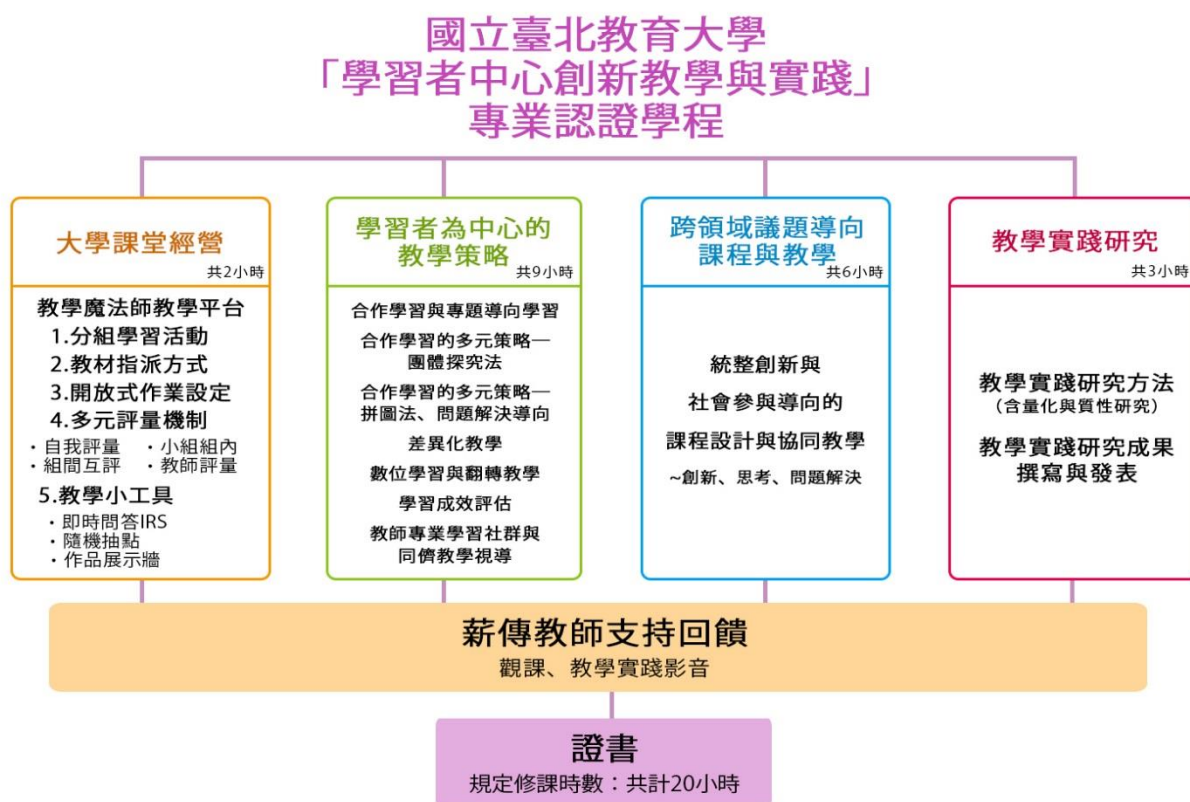 國立臺北教育大學
「學習者中心創新教學與實踐」
專業認證學程
大學課堂經營
共2小時
教學魔法師教學平台
1.分組學習活動
2.教材指派方式
3.開放式作業設定
4.多元評量機制
・自我評量 ・小組組內
・組間互評 ・教師評量
5.教學小工具
・即時問答IRS
・隨機抽點
・作品展示牆
學習者為中心的
教學策略
共9小時
合作學習與專題導向學習
合作學習的多元策略—
團體探究法
合作學習的多元策略—
拼圖法、問題解決導向
差異化教學
數位學習與翻轉教學
學習成效評估
教師專業學習社群與
同儕教學視導
跨領域議題導向
課程與教學
共6小時
統整創新與
社會參與導向的
課程設計與協同教學
~創新、思考、問題解決
教學實踐研究
共3小時
教學實踐研究方法
(含量化與質性研究)
教學實踐研究成果
撰寫與發表
薪傳教師支持回饋
觀課、教學實踐影音
證書
規定修課時數：共計20小時